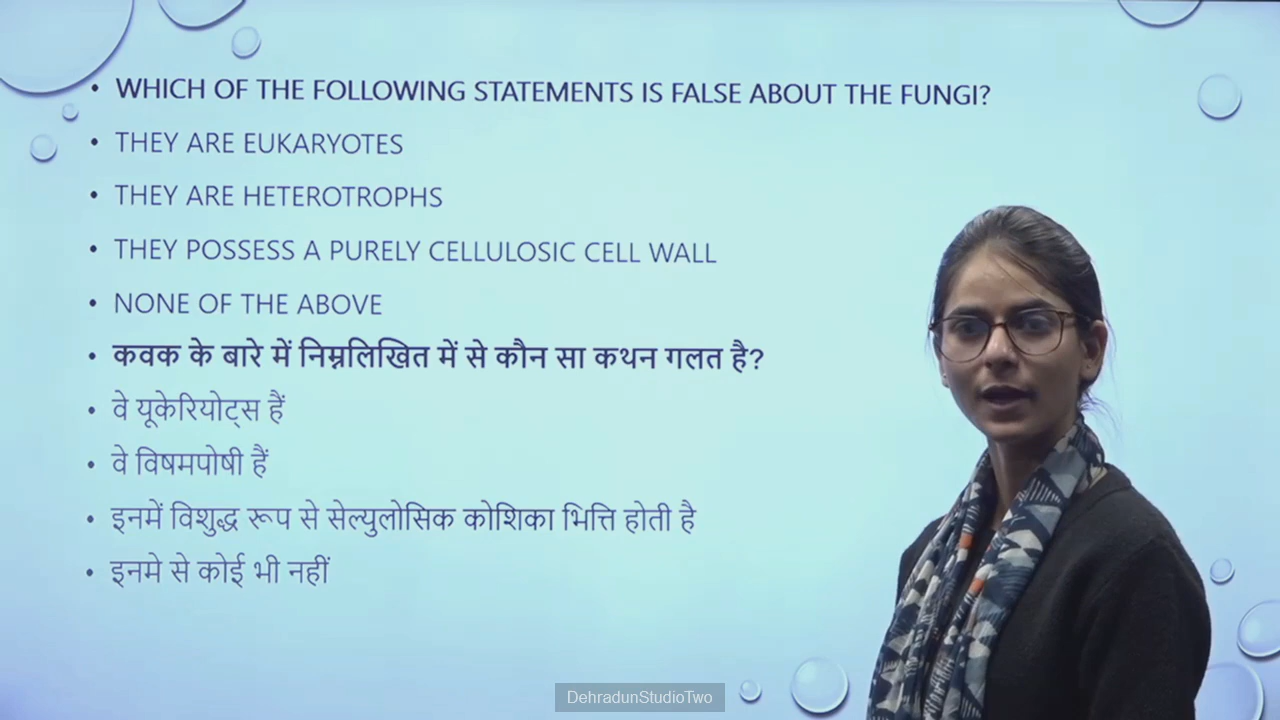 • WHICH OF THE FOLLOWING STATEMENTS IS FALSE ABOUT THE FUNGI?
• THEY ARE EUKARYOTES
• THEY ARE HETEROTROPHS
• THEY POSSESS A PURELY CELLULOSIC CELL WALL
• NONE OF THE ABOVE
• कवक के बारे में निम्नलिखित में से कौन सा कथन गलत है?
• वे यूकेरियोट्स हैं
• वे विषमपोषी हैं
• इनमें विशुद्ध रूप से सेल्युलोसिक कोशिका भित्ति होती है
• इनमे से कोई भी नहीं
DehradunStudioTwo